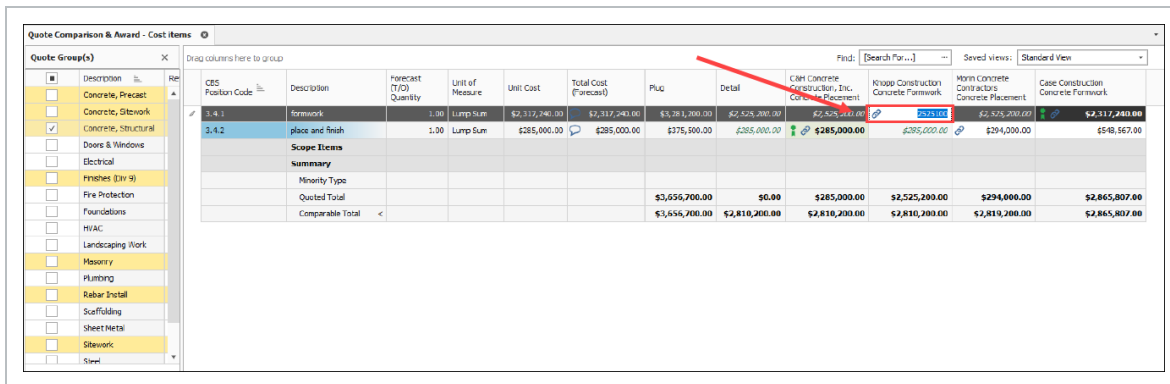 Quote Comparison & Award - Cost items
Quote Group(s)
Drag columns here to group
Find: [Search For...] ... Saved views: Standard View
Description Re
Concrete, Precast
Concrete, Sitework
Concrete, Structural
Doors & Windows
Electrical
Finishes (Div 9)
Fire Protection
Foundations
HVAC
Landscaping Work
Masonry
Plumbing
Rebar Install
Scaffolding
Sheet Metal
Sitework
Steel
CBS Position Code
Description
Forecast (T/O) Quantity
Unit of Measure
Unit Cost
Total Cost (Forecast)
Plug
Detail
C&H Concrete Construction, Inc. Concrete Placement
Knopp Construction Concrete Formwork
Morin Concrete Contractors Concrete Placement
Case Construction Concrete Formwork
3.4.1 formwork 1.00 Lump Sum $2,317,240.00 $2,317,240.00 $3,281,200.00 $2,525,200.00 $2,525,200.00 2525100 $2,525,200.00 $2,317,240.00
3.4.2 place and finish 1.00 Lump Sum $285,000.00 $285,000.00 $375,500.00 $285,000.00 $285,000.00 $285,000.00 $294,000.00 $548,567.00
Scope Items
Summary
Minority Type
Quoted Total $3,656,700.00 $0.00 $285,000.00 $2,525,200.00 $294,000.00 $2,865,807.00
Comparable Total < $3,656,700.00 $2,810,200.00 $2,810,200.00 $2,810,200.00 $2,819,200.00 $2,865,807.00